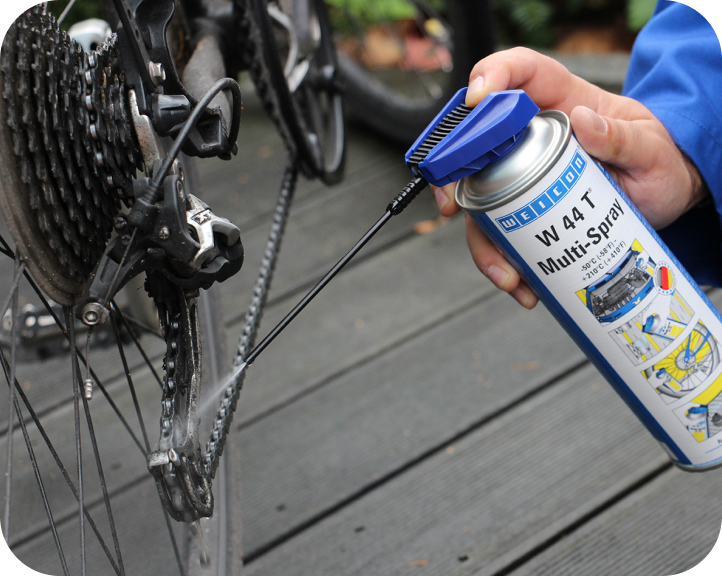 WEICON
W 44 T®
Multi-Spray
-50°C (-58°F)...
+210°C (+410°F)